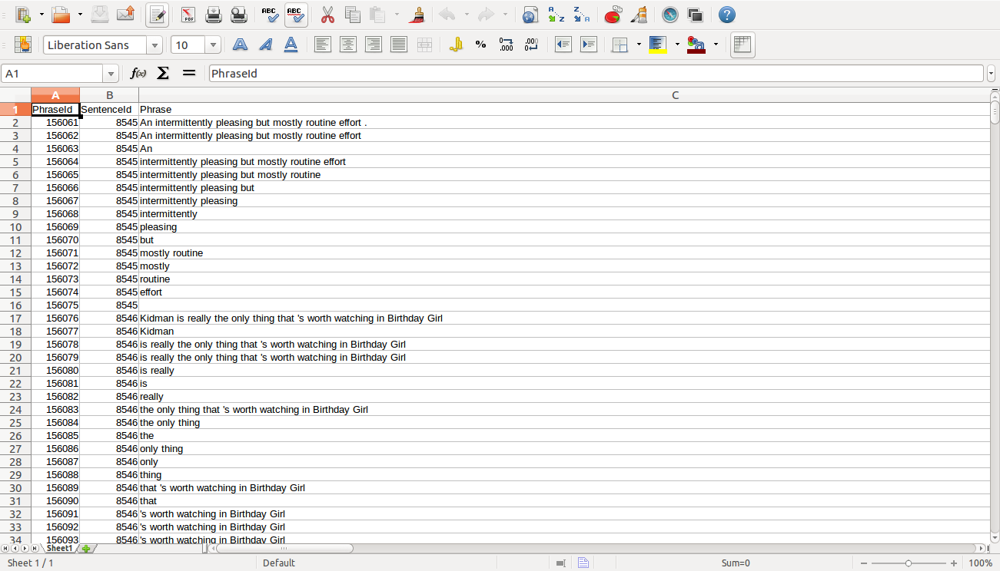 PDF
ABC ABC
A Z Z A
Liberation Sans 10 % .000 .000
A1 f(x) Σ = PhraseId
A B C
1 PhraseId SentenceId Phrase
2 156061 8545 An intermittently pleasing but mostly routine effort .
3 156062 8545 An intermittently pleasing but mostly routine effort
4 156063 8545 An
5 156064 8545 intermittently pleasing but mostly routine effort
6 156065 8545 intermittently pleasing but mostly routine
7 156066 8545 intermittently pleasing but
8 156067 8545 intermittently pleasing
9 156068 8545 intermittently
10 156069 8545 pleasing
11 156070 8545 but
12 156071 8545 mostly routine
13 156072 8545 mostly
14 156073 8545 routine
15 156074 8545 effort
16 156075 8545
17 156076 8546 Kidman is really the only thing that 's worth watching in Birthday Girl
18 156077 8546 Kidman
19 156078 8546 is really the only thing that 's worth watching in Birthday Girl
20 156079 8546 is really the only thing that 's worth watching in Birthday Girl
21 156080 8546 is really
22 156081 8546 is
23 156082 8546 really
24 156083 8546 the only thing that 's worth watching in Birthday Girl
25 156084 8546 the only thing
26 156085 8546 the
27 156086 8546 only thing
28 156087 8546 only
29 156088 8546 thing
30 156089 8546 that 's worth watching in Birthday Girl
31 156090 8546 that
32 156091 8546 's worth watching in Birthday Girl
33 156092 8546 's worth watching in Birthday Girl
34 156093 8546 's worth watching in Birthday Girl
Sheet1
Sheet 1 / 1 Default Sum=0 100%